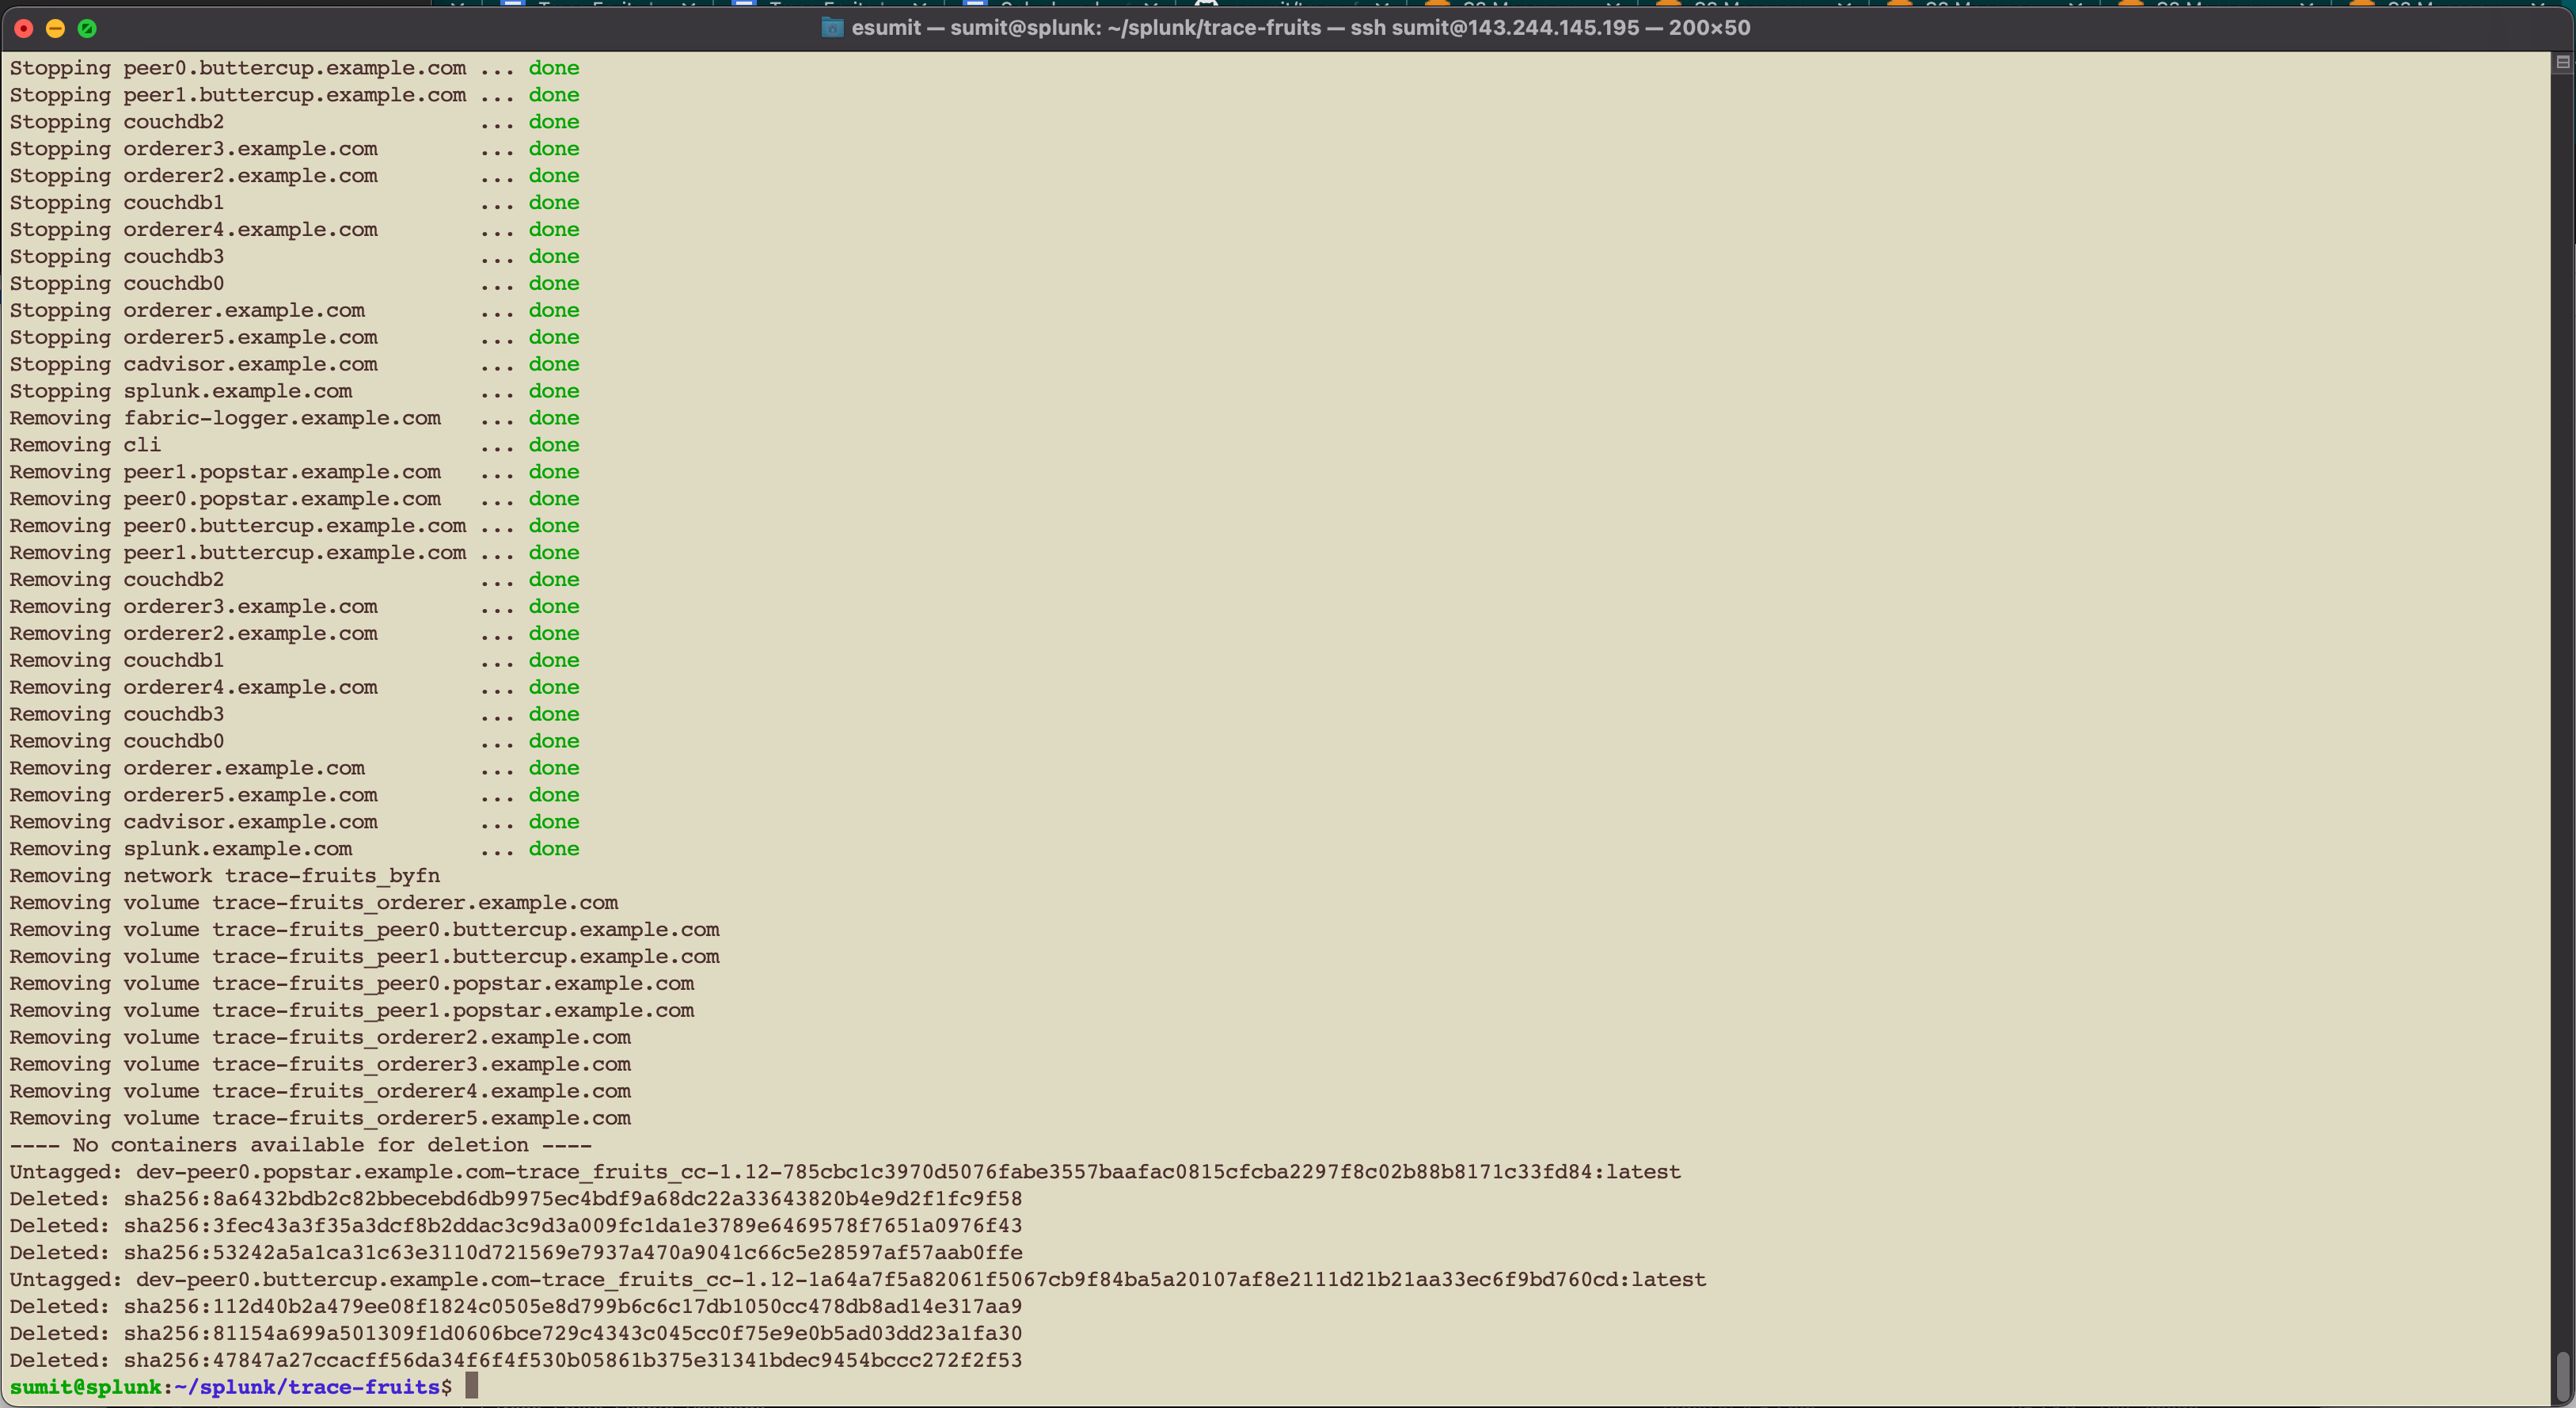 esumit — sumit@splunk: ~/splunk/trace-fruits — ssh sumit@143.244.145.195 — 200×50
Stopping peer0.buttercup.example.com ... done
Stopping peer1.buttercup.example.com ... done
Stopping couchdb2 ... done
Stopping orderer3.example.com ... done
Stopping orderer2.example.com ... done
Stopping couchdb1 ... done
Stopping orderer4.example.com ... done
Stopping couchdb3 ... done
Stopping couchdb0 ... done
Stopping orderer.example.com ... done
Stopping orderer5.example.com ... done
Stopping cadvisor.example.com ... done
Stopping splunk.example.com ... done
Removing fabric-logger.example.com ... done
Removing cli ... done
Removing peer1.popstar.example.com ... done
Removing peer0.popstar.example.com ... done
Removing peer0.buttercup.example.com ... done
Removing peer1.buttercup.example.com ... done
Removing couchdb2 ... done
Removing orderer3.example.com ... done
Removing orderer2.example.com ... done
Removing couchdb1 ... done
Removing orderer4.example.com ... done
Removing couchdb3 ... done
Removing couchdb0 ... done
Removing orderer.example.com ... done
Removing orderer5.example.com ... done
Removing cadvisor.example.com ... done
Removing splunk.example.com ... done
Removing network trace-fruits_byfn
Removing volume trace-fruits_orderer.example.com
Removing volume trace-fruits_peer0.buttercup.example.com
Removing volume trace-fruits_peer1.buttercup.example.com
Removing volume trace-fruits_peer0.popstar.example.com
Removing volume trace-fruits_peer1.popstar.example.com
Removing volume trace-fruits_orderer2.example.com
Removing volume trace-fruits_orderer3.example.com
Removing volume trace-fruits_orderer4.example.com
Removing volume trace-fruits_orderer5.example.com
---- No containers available for deletion ----
Untagged: dev-peer0.popstar.example.com-trace_fruits_cc-1.12-785cbc1c3970d5076fabe3557baafac0815cfcba2297f8c02b88b8171c33fd84:latest
Deleted: sha256:8a6432bdb2c82bbecebd6db9975ec4bdf9a68dc22a33643820b4e9d2f1fc9f58
Deleted: sha256:3fec43a3f35a3dcf8b2ddac3c9d3a009fc1da1e3789e6469578f7651a0976f43
Deleted: sha256:53242a5a1ca31c63e3110d721569e7937a470a9041c66c5e28597af57aab0ffe
Untagged: dev-peer0.buttercup.example.com-trace_fruits_cc-1.12-1a64a7f5a82061f5067cb9f84ba5a20107af8e2111d21b21aa33ec6f9bd760cd:latest
Deleted: sha256:112d40b2a479ee08f1824c0505e8d799b6c6c17db1050cc478db8ad14e317aa9
Deleted: sha256:81154a699a501309f1d0606bce729c4343c045cc0f75e9e0b5ad03dd23a1fa30
Deleted: sha256:47847a27ccacff56da34f6f4f530b05861b375e31341bdec9454bccc272f2f53
sumit@splunk:~/splunk/trace-fruits$